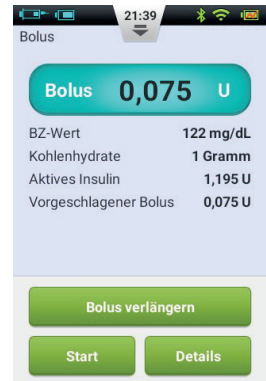 21:39
Bolus
Bolus 0,075 U
BZ-Wert 122 mg/dL
Kohlenhydrate 1 Gramm
Aktives Insulin 1,195 U
Vorgeschlagener Bolus 0,075 U
Bolus verlängern
Start Details